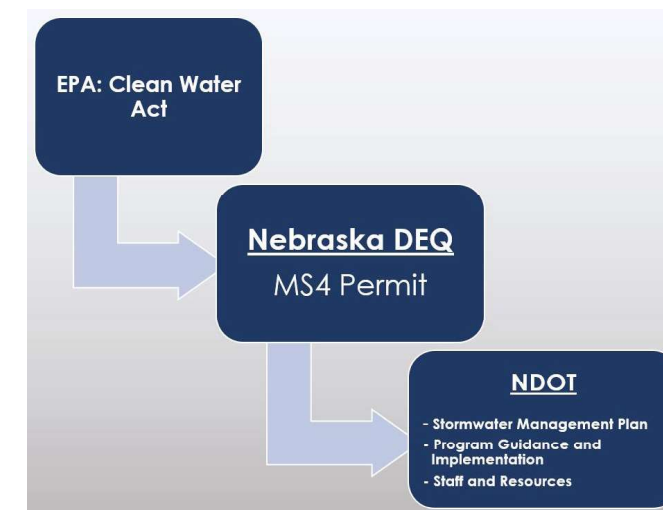 EPA: Clean Water
Act
Nebraska DEQ
MS4 Permit
NDOT
- Stormwater Management Plan
- Program Guidance and
Implementation
- Staff and Resources